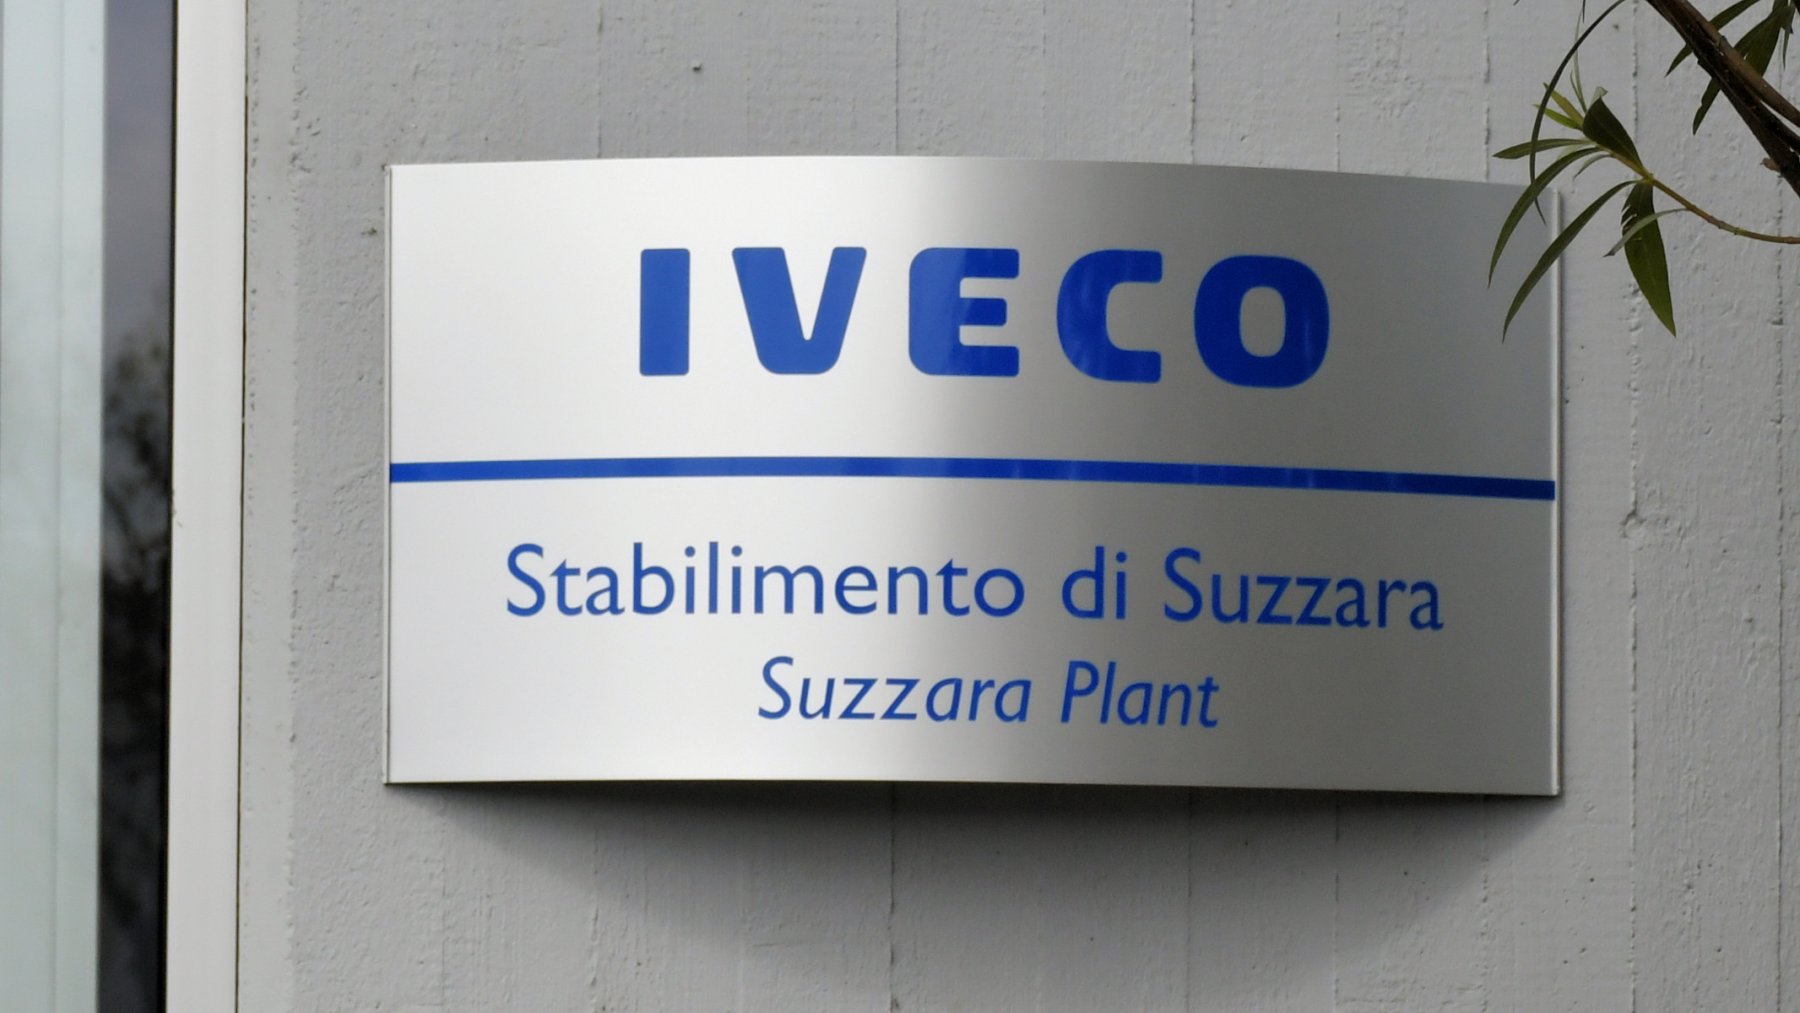 IVECO
Stabilimento di Suzzara
Suzzara Plant